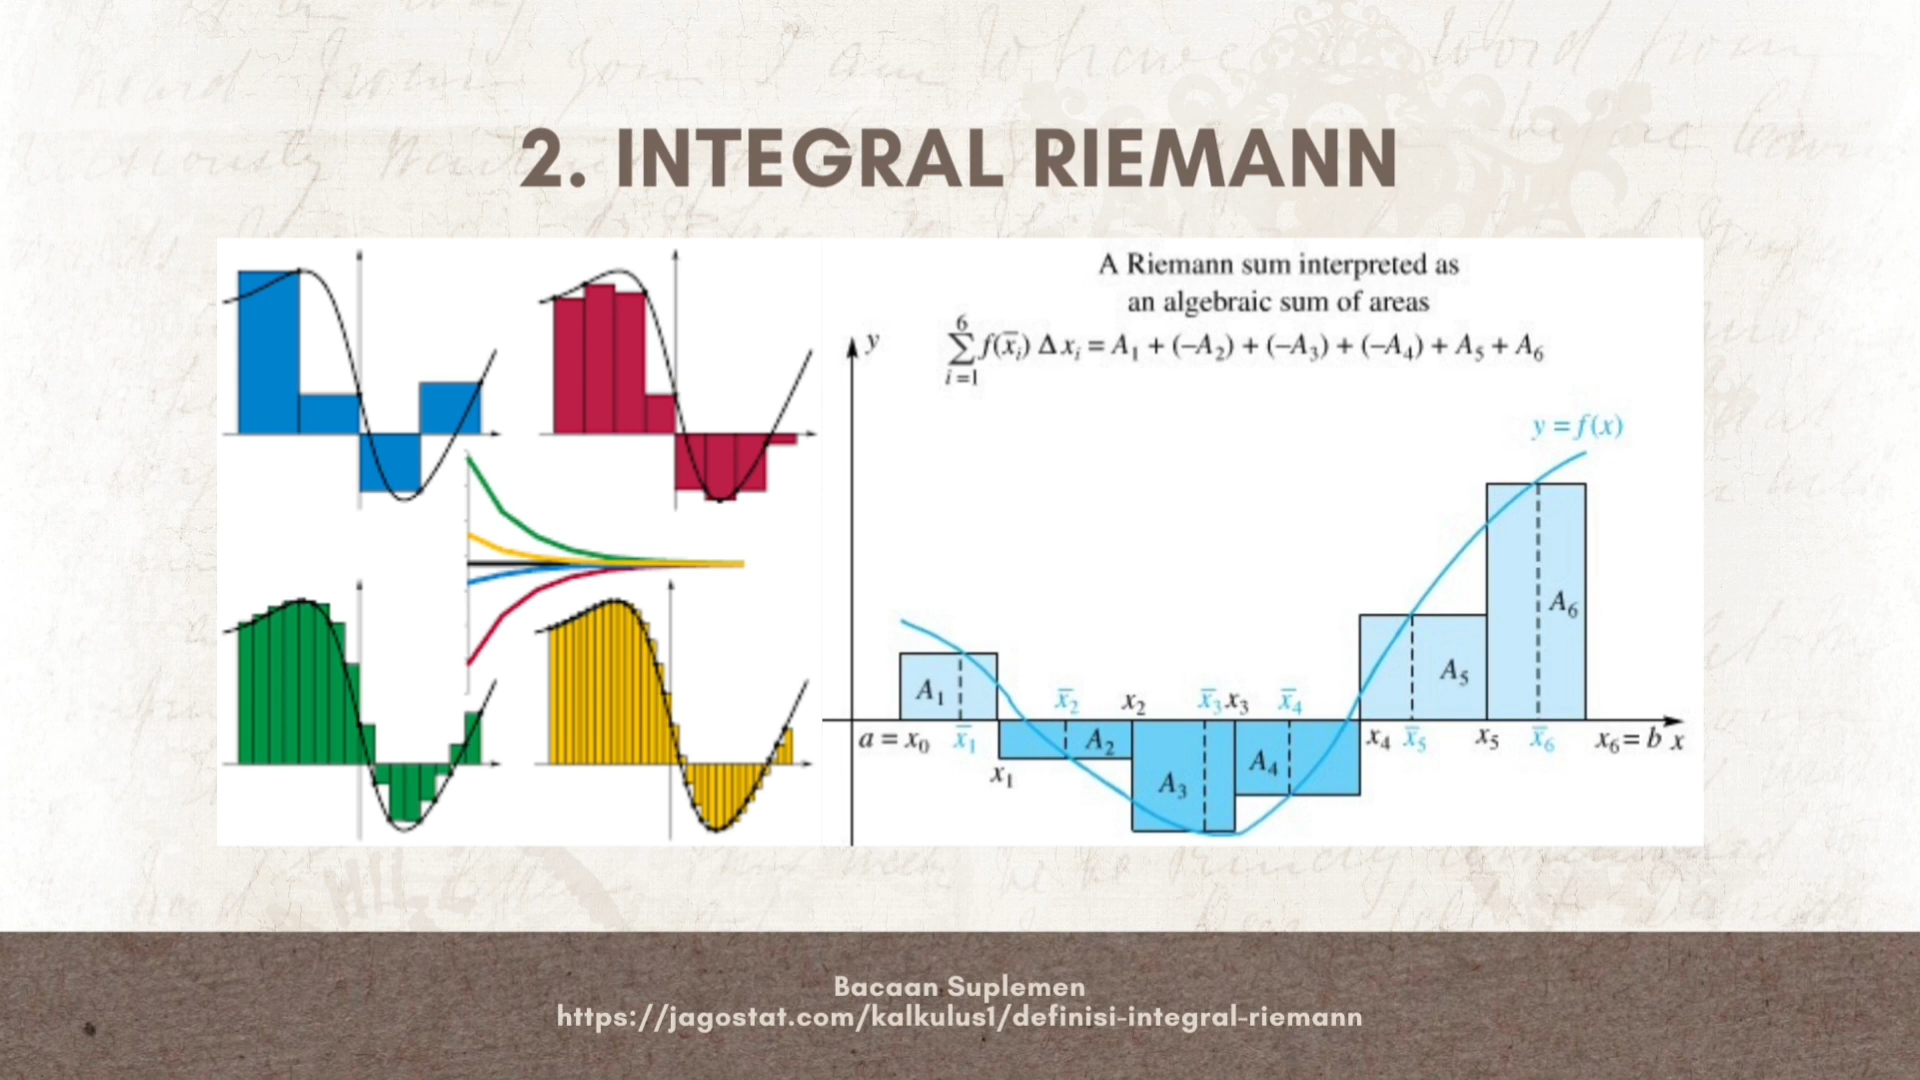 2. INTEGRAL RIEMANN
A Riemann sum interpreted as
an algebraic sum of areas
6
∑ f(x̄ᵢ) Δxᵢ = A₁ + (–A₂) + (–A₃) + (–A₄) + A₅ + A₆
i=1
y
y = f(x)
A₆
A₅
A₁
x̄₂ x₂ x̄₃ x₃ x̄₄
a = x₀ x̄₁ A₂ x₄ x̄₅ x₅ x̄₆ x₆ = b x
x₁ A₃ A₄
Bacaan Suplemen
https://jagostat.com/kalkulus1/definisi-integral-riemann